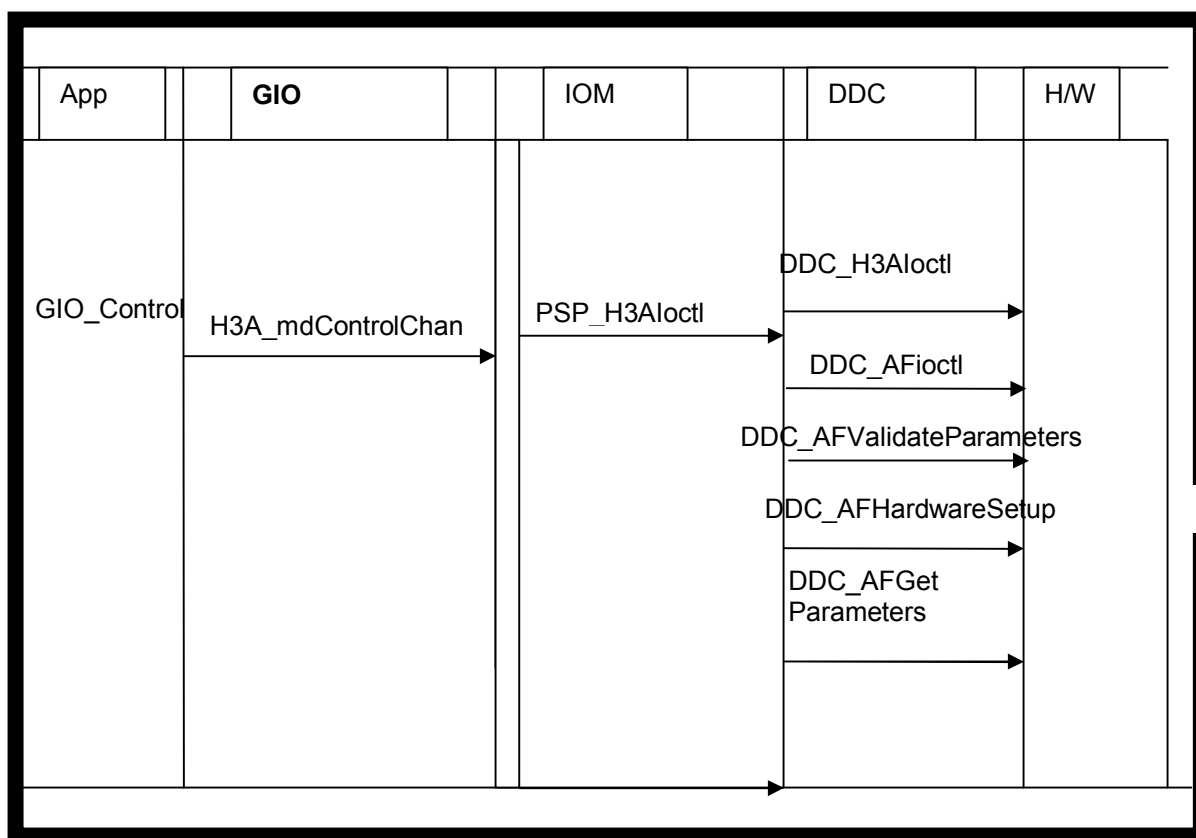 App
GIO
IOM
DDC
H/W
GIO_Control
H3A_mdControlChan
PSP_H3AIoctl
DDC_H3AIoctl
DDC_AFioctl
DDC_AFValidateParameters
DDC_AFHardwareSetup
DDC_AFGet
Parameters